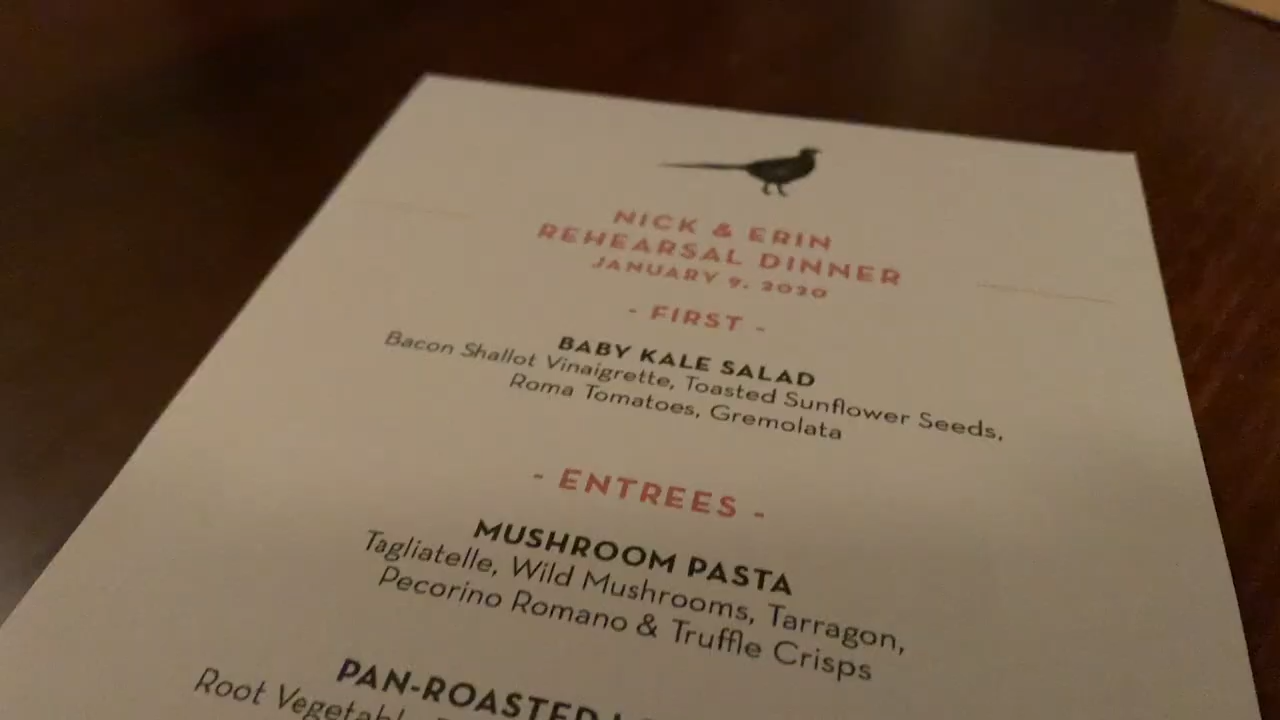 NICK & ERIN
REHEARSAL DINNER
JANUARY 9, 2020
- FIRST -
BABY KALE SALAD
Bacon Shallot Vinaigrette, Toasted Sunflower Seeds,
Roma Tomatoes, Gremolata
- ENTREES -
MUSHROOM PASTA
Tagliatelle, Wild Mushrooms, Tarragon,
Pecorino Romano & Truffle Crisps
PAN-ROASTED
Root